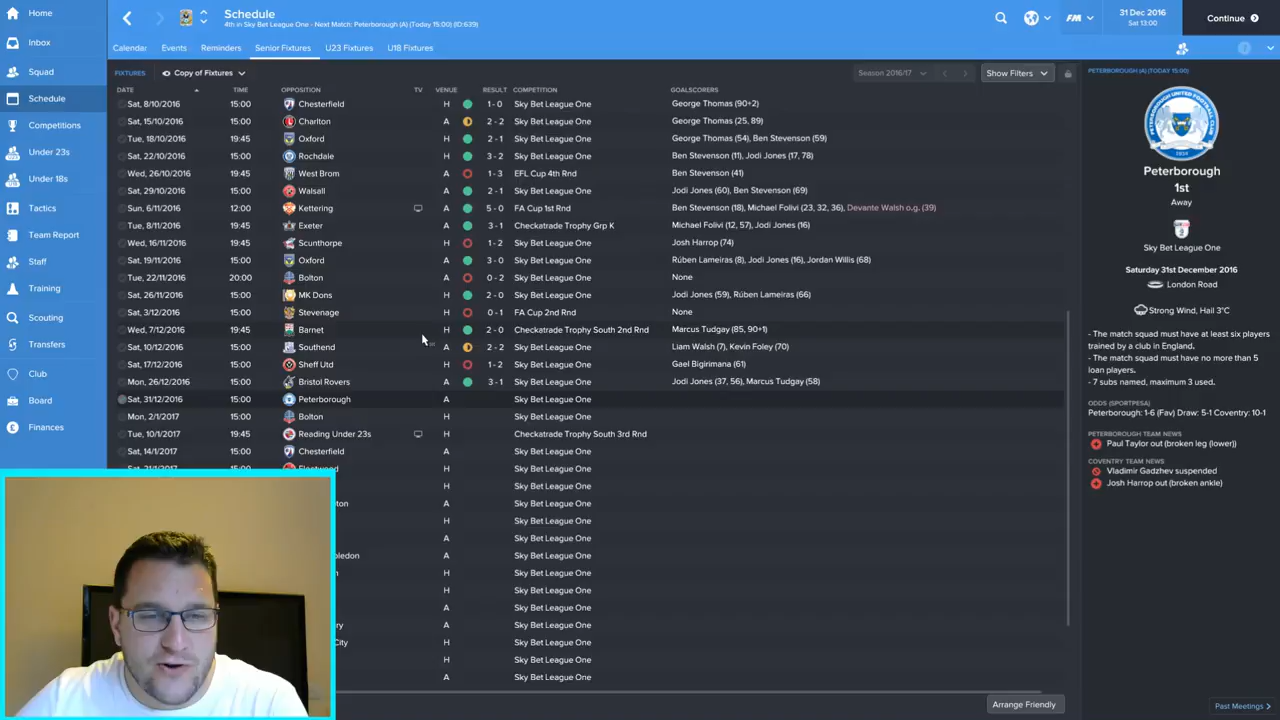 Home
Inbox
Squad
Schedule
Competitions
Under 23s
Under 18s
Tactics
Team Report
Staff
Training
Scouting
Transfers
Club
Board
Finances
Schedule
4th in Sky Bet League One - Next Match: Peterborough (A) (Today 15:00) (ID:639)
FM
31 Dec 2016
Sat 13:00
Continue
Calendar Events Reminders Senior Fixtures U23 Fixtures U18 Fixtures
FIXTURES Copy of Fixtures Season 2016/17 Show Filters
DATE TIME OPPOSITION TV VENUE RESULT COMPETITION GOALSCORERS
Sat, 8/10/2016 15:00 Chesterfield H 1 - 0 Sky Bet League One George Thomas (90+2)
Sat, 15/10/2016 15:00 Charlton A 2 - 2 Sky Bet League One George Thomas (25, 89)
Tue, 18/10/2016 19:45 Oxford H 2 - 1 Sky Bet League One George Thomas (54), Ben Stevenson (59)
Sat, 22/10/2016 15:00 Rochdale H 3 - 2 Sky Bet League One Ben Stevenson (11), Jodi Jones (17, 78)
Wed, 26/10/2016 19:45 West Brom A 1 - 3 EFL Cup 4th Rnd Ben Stevenson (41)
Sat, 29/10/2016 15:00 Walsall A 2 - 1 Sky Bet League One Jodi Jones (60), Ben Stevenson (69)
Sun, 6/11/2016 12:00 Kettering A 5 - 0 FA Cup 1st Rnd Ben Stevenson (18), Michael Folivi (23, 32, 36), Devante Walsh o.g. (39)
Tue, 8/11/2016 19:45 Exeter A 3 - 1 Checkatrade Trophy Grp K Michael Folivi (12, 57), Jodi Jones (16)
Wed, 16/11/2016 19:45 Scunthorpe H 1 - 2 Sky Bet League One Josh Harrop (74)
Sat, 19/11/2016 15:00 Oxford A 3 - 0 Sky Bet League One Rúben Lameiras (8), Jodi Jones (16), Jordan Willis (68)
Tue, 22/11/2016 20:00 Bolton A 0 - 2 Sky Bet League One None
Sat, 26/11/2016 15:00 MK Dons H 2 - 0 Sky Bet League One Jodi Jones (59), Rúben Lameiras (66)
Sat, 3/12/2016 15:00 Stevenage H 0 - 1 FA Cup 2nd Rnd None
Wed, 7/12/2016 19:45 Barnet H 2 - 0 Checkatrade Trophy South 2nd Rnd Marcus Tudgay (85, 90+1)
Sat, 10/12/2016 15:00 Southend A 2 - 2 Sky Bet League One Liam Walsh (7), Kevin Foley (70)
Sat, 17/12/2016 15:00 Sheff Utd H 1 - 2 Sky Bet League One Gael Bigirimana (61)
Mon, 26/12/2016 15:00 Bristol Rovers A 3 - 1 Sky Bet League One Jodi Jones (37, 56), Marcus Tudgay (58)
Sat, 31/12/2016 15:00 Peterborough A Sky Bet League One
Mon, 2/1/2017 15:00 Bolton H Sky Bet League One
Tue, 10/1/2017 19:45 Reading Under 23s H Checkatrade Trophy South 3rd Rnd
Sat, 14/1/2017 15:00 Chesterfield A Sky Bet League One
Sat, 21/1/2017 15:00 Fleetwood H Sky Bet League One
H Sky Bet League One
ton A Sky Bet League One
H Sky Bet League One
A Sky Bet League One
bledon A Sky Bet League One
H Sky Bet League One
H Sky Bet League One
A Sky Bet League One
ry A Sky Bet League One
City H Sky Bet League One
H Sky Bet League One
A Sky Bet League One
Arrange Friendly
PETERBOROUGH (A) (TODAY 15:00)
PETERBOROUGH UNITED FOOTBALL CLUB
1934
Peterborough
1st
Away
Sky Bet League One
Saturday 31st December 2016
London Road
Strong Wind, Hail 3°C
- The match squad must have at least six players
trained by a club in England.
- The match squad must have no more than 5
loan players.
- 7 subs named, maximum 3 used.
ODDS (SPORTPESA)
Peterborough: 1-6 (Fav) Draw: 5-1 Coventry: 10-1
PETERBOROUGH TEAM NEWS
Paul Taylor out (broken leg (lower))
COVENTRY TEAM NEWS
Vladimir Gadzhev suspended
Josh Harrop out (broken ankle)
Past Meetings